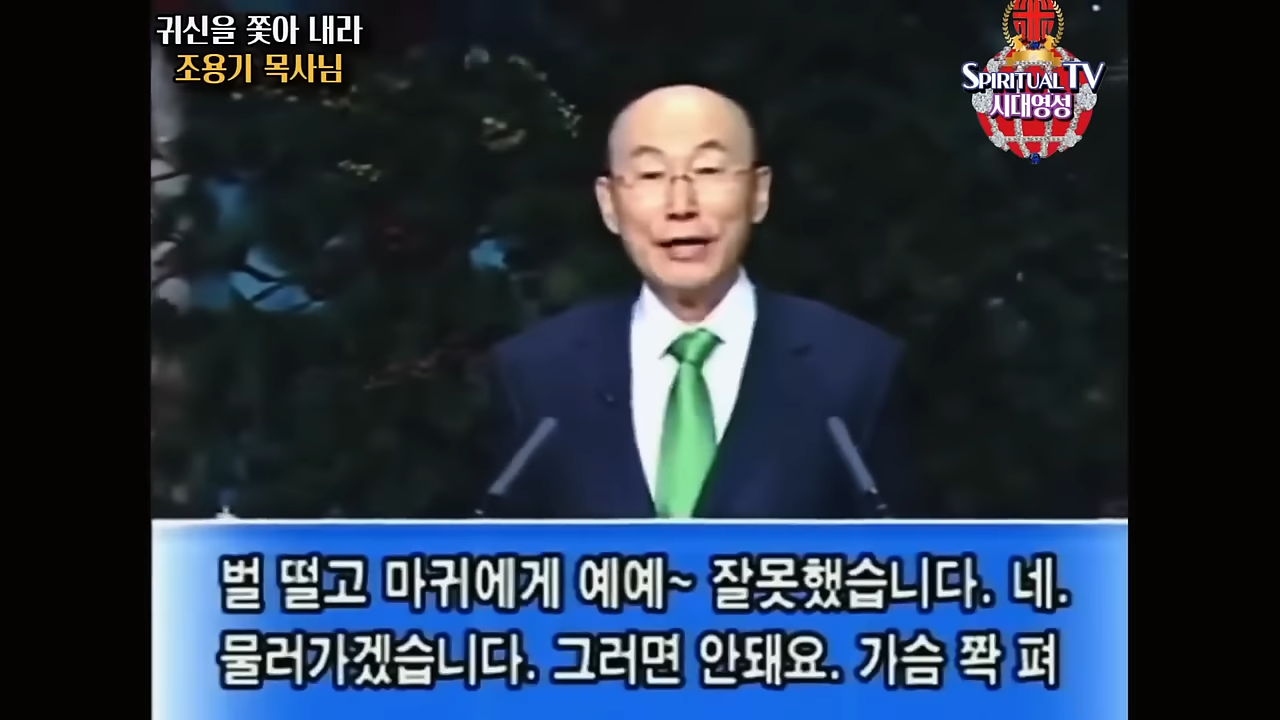 귀신을 쫓아 내라
조용기 목사님
SPIRITUAL TV
시대영성
벌 떨고 마귀에게 예예~ 잘못했습니다. 네.
물러가겠습니다. 그러면 안돼요. 가슴 쫙 펴